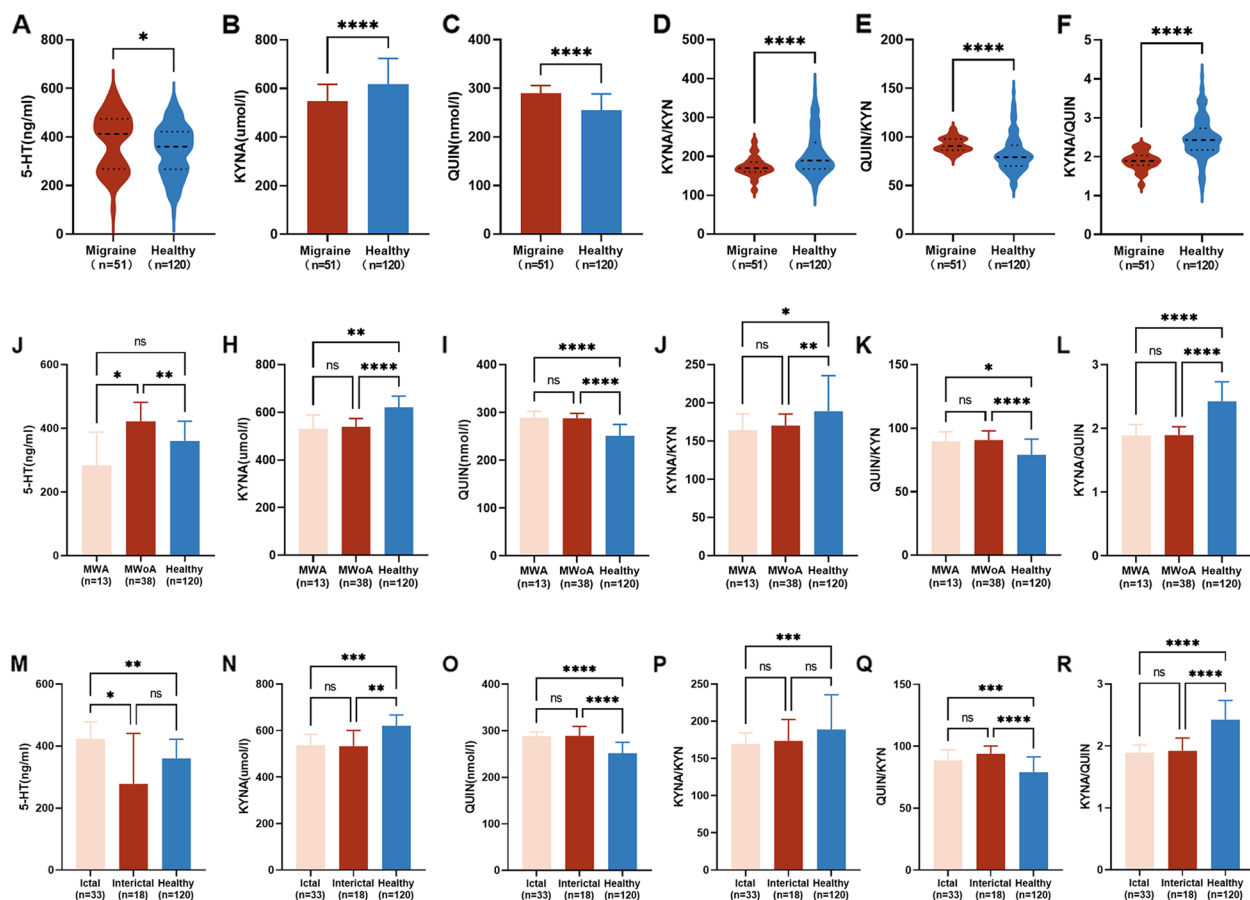 A
5-HT(ng/ml)
800
600
400
200
0
*
Migraine
(n=51)
Healthy
(n=120)
B
KYNA(umol/l)
800
600
400
200
0
****
Migraine
(n=51)
Healthy
(n=120)
C
QUIN(nmol/l)
400
300
200
100
0
****
Migraine
(n=51)
Healthy
(n=120)
D
KYNA/KYN
500
400
300
200
100
0
****
Migraine
(n=51)
Healthy
(n=120)
E
QUIN/KYN
200
150
100
50
0
****
Migraine
(n=51)
Healthy
(n=120)
F
KYNA/QUIN
5
4
3
2
1
0
****
Migraine
(n=51)
Healthy
(n=120)
J
5-HT(ng/ml)
600
400
200
0
ns
* **
MWA MWoA Healthy
(n=13) (n=38) (n=120)
H
KYNA(umol/l)
800
600
400
200
0
**
ns ****
MWA MWoA Healthy
(n=13) (n=38) (n=120)
I
QUIN(nmol/l)
400
300
200
100
0
****
ns ****
MWA MWoA Healthy
(n=13) (n=38) (n=120)
J
KYNA/KYN
250
200
150
100
50
0
*
ns **
MWA MWoA Healthy
(n=13) (n=38) (n=120)
K
QUIN/KYN
150
100
50
0
*
ns ****
MWA MWoA Healthy
(n=13) (n=38) (n=120)
L
KYNA/QUIN
3
2
1
0
****
ns ****
MWA MWoA Healthy
(n=13) (n=38) (n=120)
M
5-HT(ng/ml)
600
400
200
0
**
* ns
Ictal Interictal Healthy
(n=33) (n=18) (n=120)
N
KYNA(umol/l)
800
600
400
200
0
***
ns **
Ictal Interictal Healthy
(n=33) (n=18) (n=120)
O
QUIN(nmol/l)
400
300
200
100
0
****
ns ****
Ictal Interictal Healthy
(n=33) (n=18) (n=120)
P
KYNA/KYN
250
200
150
100
50
0
***
ns ns
Ictal Interictal Healthy
(n=33) (n=18) (n=120)
Q
QUIN/KYN
150
100
50
0
***
ns ****
Ictal Interictal Healthy
(n=33) (n=18) (n=120)
R
KYNA/QUIN
3
2
1
0
****
ns ****
Ictal Interictal Healthy
(n=33) (n=18) (n=120)